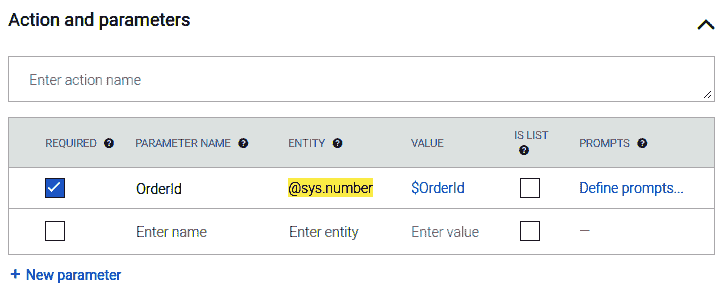 Action and parameters
Enter action name
REQUIRED ? PARAMETER NAME ? ENTITY ? VALUE IS LIST ? PROMPTS ?
OrderId @sys.number $OrderId Define prompts...
Enter name Enter entity Enter value —
+ New parameter